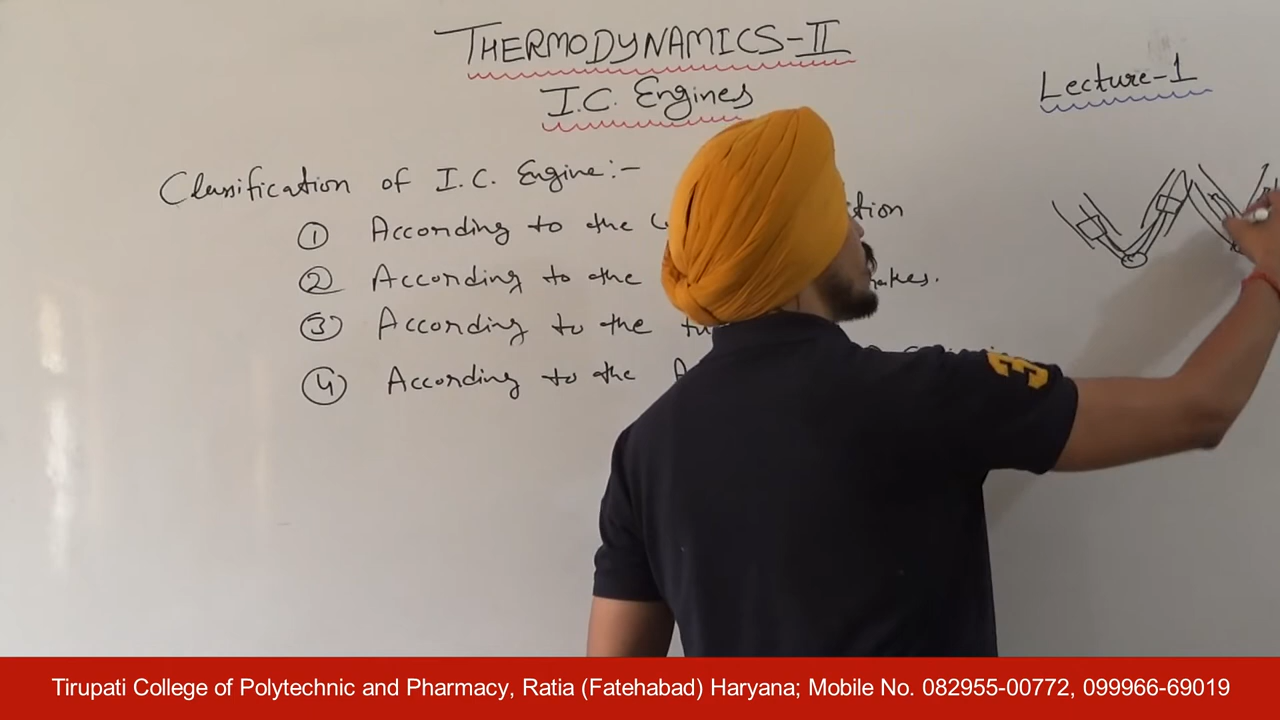 THERMODYNAMICS-II
I.C. Engines
Lecture-1
Classification of I.C. Engine:-
① According to the
② According to the
③ According to the
④ According to the
Tirupati College of Polytechnic and Pharmacy, Ratia (Fatehabad) Haryana; Mobile No. 082955-00772, 099966-69019